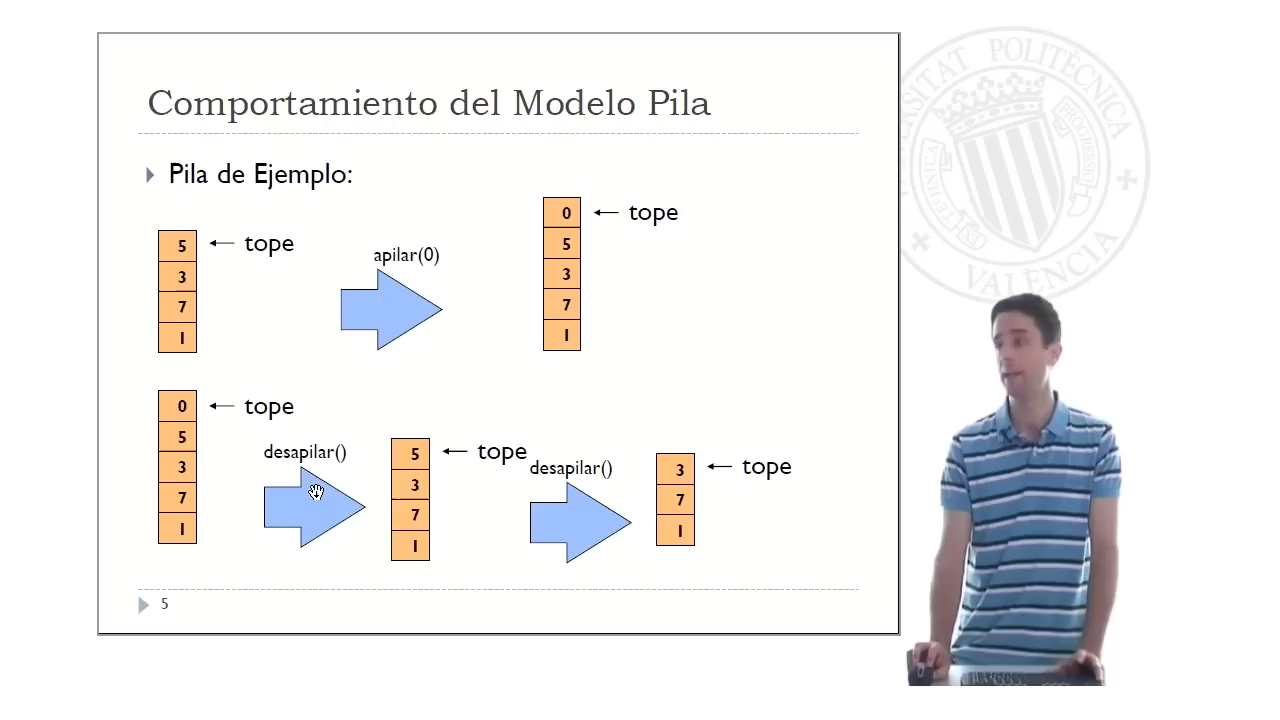 Comportamiento del Modelo Pila
Pila de Ejemplo:
5
3
7
1
tope
apilar(0)
0
5
3
7
1
tope
0
5
3
7
1
tope
desapilar()
5
3
7
1
tope
desapilar()
3
7
1
tope
5
POLITÈCNICA
VALENCIA